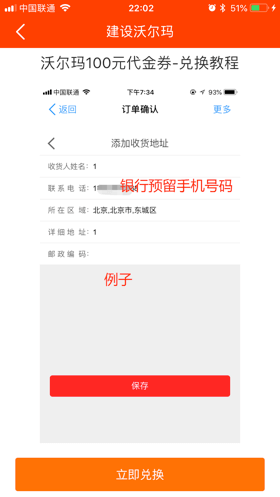 中国联通 22:02 51%
建设沃尔玛
沃尔玛100元代金券-兑换教程
中国联通 下午7:34 93%
返回 订单确认 更多
添加收货地址
收货人姓名: 1
联系电话: 1 银行预留手机号码
所在区域: 北京,北京市,东城区
详细地址: 1
邮政编码:
例子
保存
立即兑换